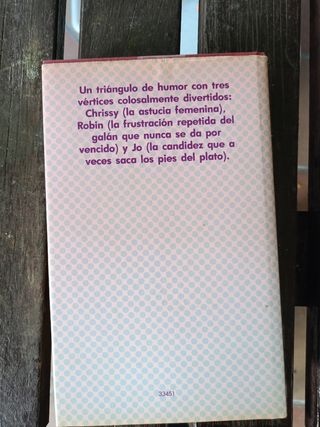 Un triángulo de humor con tres
vértices colosalmente divertidos:
Chrissy (la astucia femenina),
Robin (la frustración repetida del
galán que nunca se da por
vencido) y Jo (la candidez que a
veces saca los pies del plato).
33451